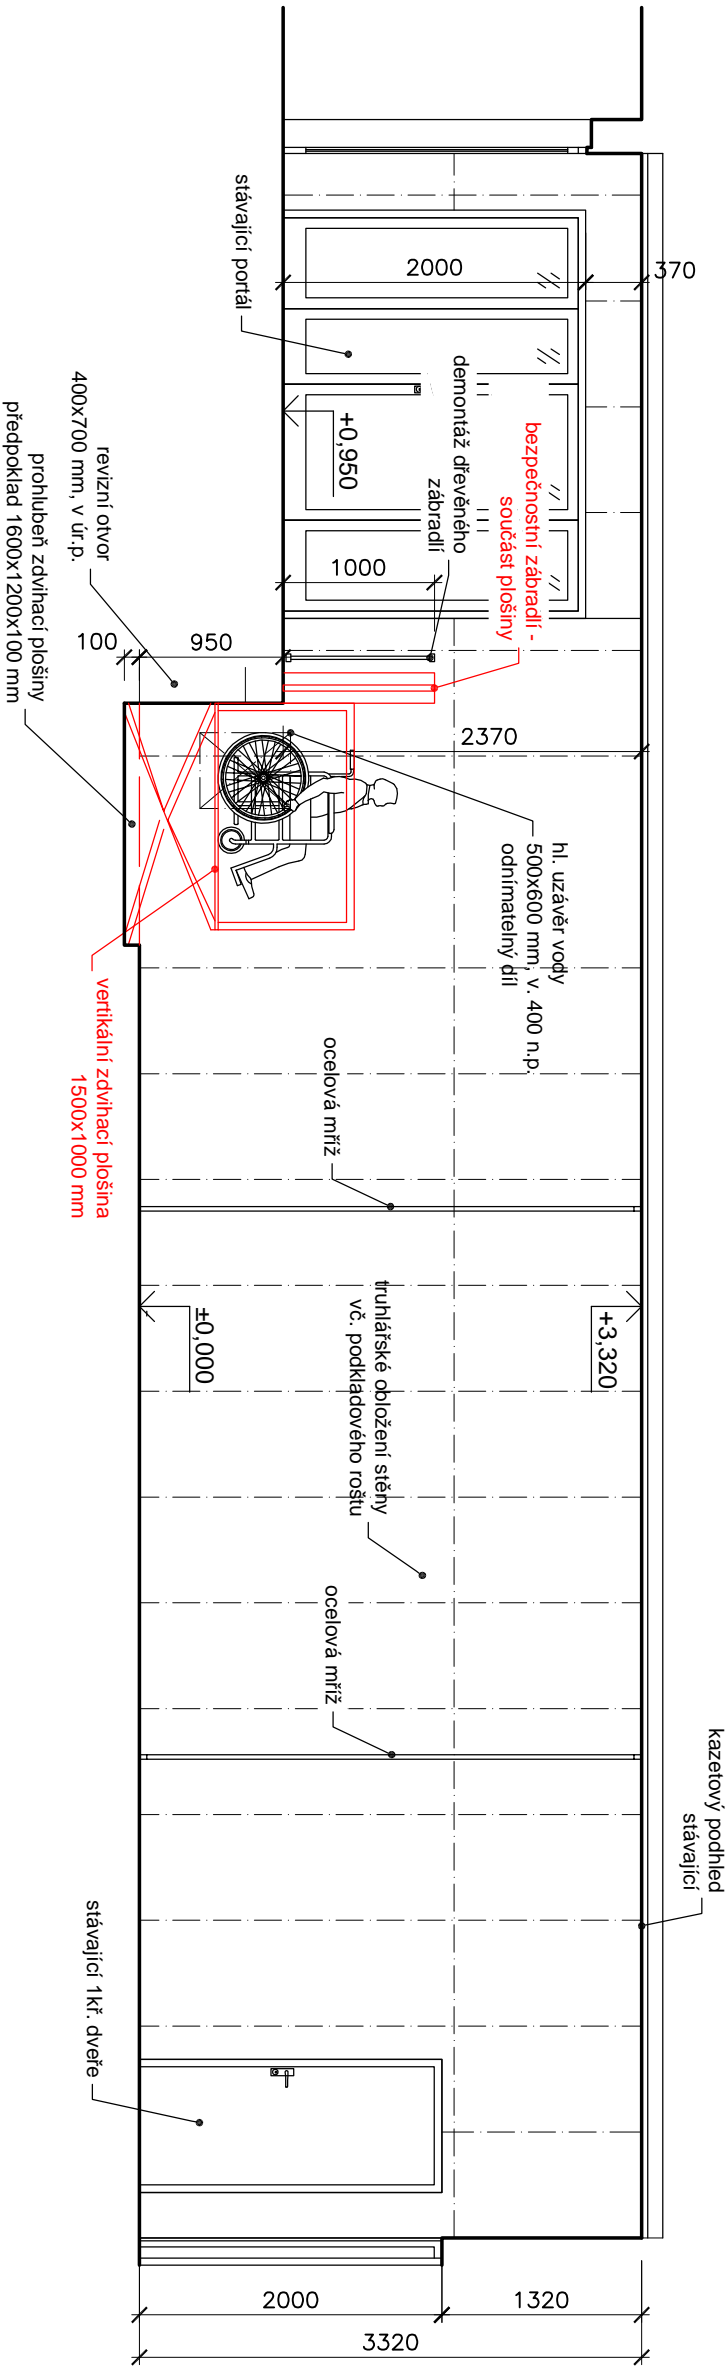 kazetový podhled
stávající
370
2000
stávající portál
demontáž dřevěného
zábradlí
bezpečnostní zábradlí -
součást plošiny
+0,950
1000
2370
950
100
revizní otvor
400x700 mm, v úr.p.
prohlubeň zdvihací plošiny
předpoklad 1600x1200x100 mm
hl. uzávěr vody
500x600 mm, v. 400 n.p.
odnímatelný díl
vertikální zdvihací plošina
1500x1000 mm
ocelová mříž
+3,320
±0,000
truhlářské obložení stěny
vč. podkladového roštu
ocelová mříž
stávající 1kř. dveře
2000
1320
3320